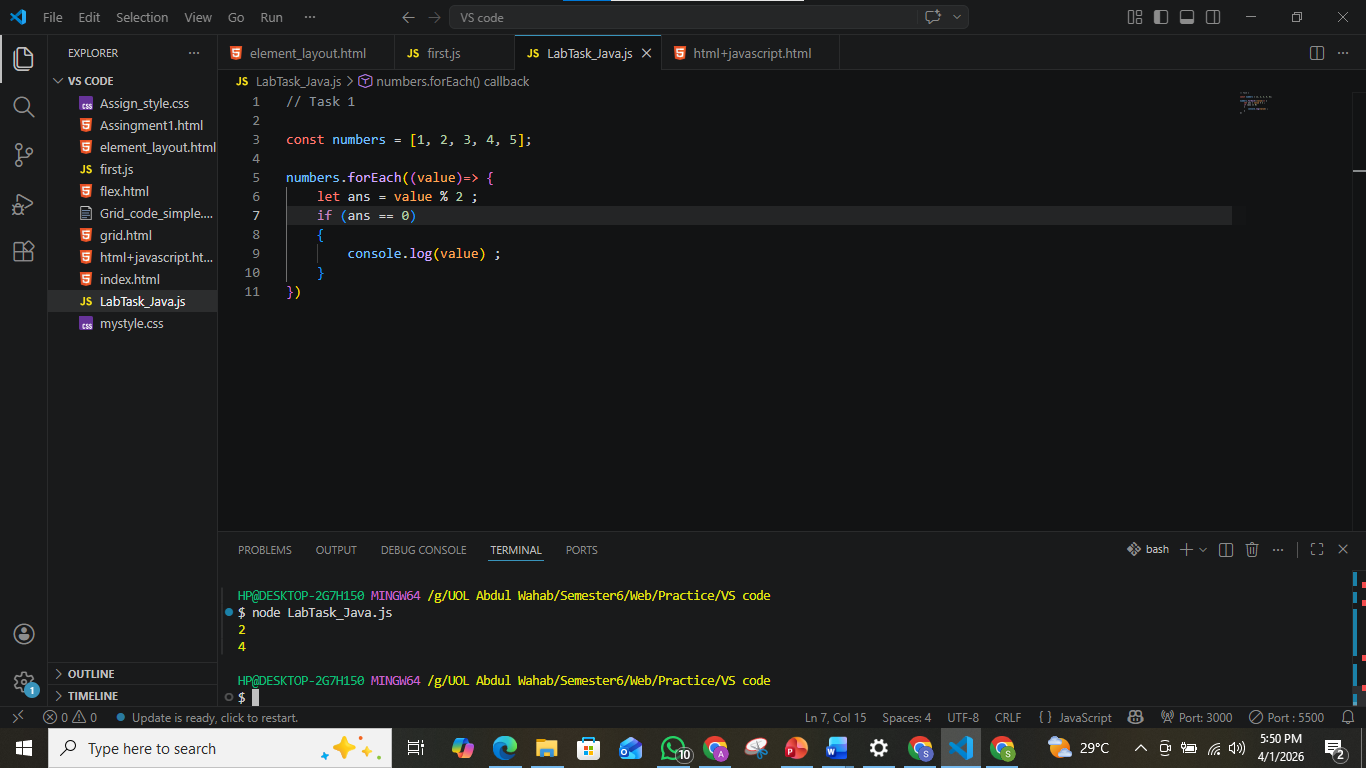 File Edit Selection View Go Run ··· VS code
EXPLORER ···
VS CODE
Assign_style.css
Assingment1.html
element_layout.html
first.js
flex.html
Grid_code_simple....
grid.html
html+javascript.ht...
index.html
LabTask_Java.js
mystyle.css
OUTLINE
TIMELINE
element_layout.html JS first.js JS LabTask_Java.js html+javascript.html
JS LabTask_Java.js > numbers.forEach() callback
1 // Task 1
2
3 const numbers = [1, 2, 3, 4, 5];
4
5 numbers.forEach((value)=> {
6 let ans = value % 2 ;
7 if (ans == 0)
8 {
9 console.log(value) ;
10 }
11 })
PROBLEMS OUTPUT DEBUG CONSOLE TERMINAL PORTS bash
HP@DESKTOP-2G7H150 MINGW64 /g/UOL Abdul Wahab/Semester6/Web/Practice/VS code
$ node LabTask_Java.js
2
4
HP@DESKTOP-2G7H150 MINGW64 /g/UOL Abdul Wahab/Semester6/Web/Practice/VS code
$
1
0 0 Update is ready, click to restart. Ln 7, Col 15 Spaces: 4 UTF-8 CRLF { } JavaScript Port: 3000 Port : 5500
Type here to search 10 29°C 5:50 PM
4/1/2026 2